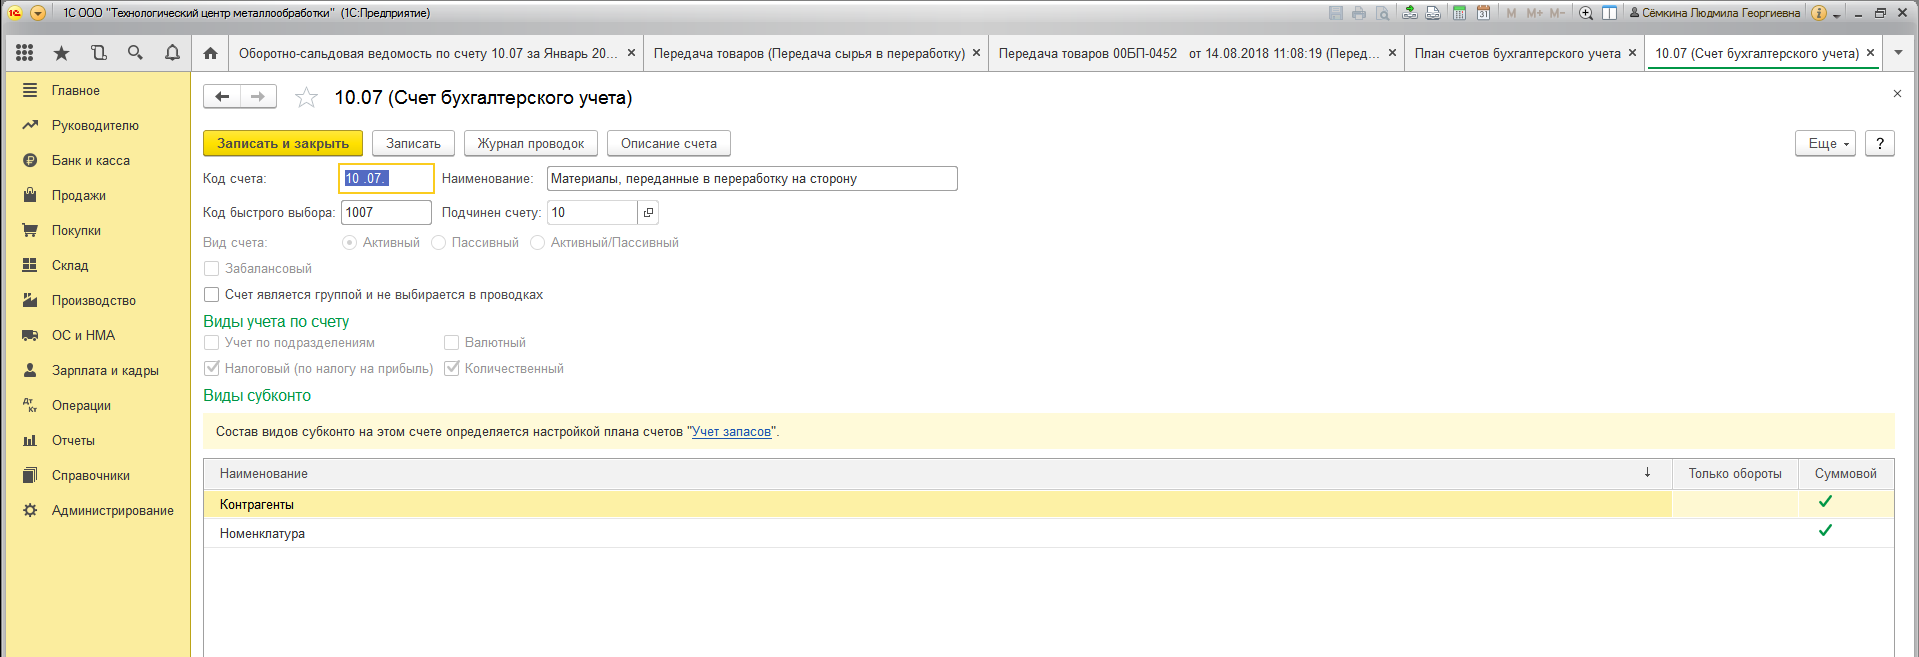 1С ООО "Технологический центр металлообработки" (1С:Предприятие)
M M+ M- Сёмкина Людмила Георгиевна
Оборотно-сальдовая ведомость по счету 10.07 за Январь 20...
Передача товаров (Передача сырья в переработку)
Передача товаров 00БП-0452 от 14.08.2018 11:08:19 (Перед...
План счетов бухгалтерского учета
10.07 (Счет бухгалтерского учета)
Главное
Руководителю
Банк и касса
Продажи
Покупки
Склад
Производство
ОС и НМА
Зарплата и кадры
Операции
Отчеты
Справочники
Администрирование
10.07 (Счет бухгалтерского учета)
Записать и закрыть Записать Журнал проводок Описание счета Еще ?
Код счета: 10 .07. Наименование: Материалы, переданные в переработку на сторону
Код быстрого выбора: 1007 Подчинен счету: 10
Вид счета: Активный Пассивный Активный/Пассивный
Забалансовый
Счет является группой и не выбирается в проводках
Виды учета по счету
Учет по подразделениям Валютный
Налоговый (по налогу на прибыль) Количественный
Виды субконто
Состав видов субконто на этом счете определяется настройкой плана счетов "Учет запасов".
Наименование Только обороты Суммовой
Контрагенты
Номенклатура